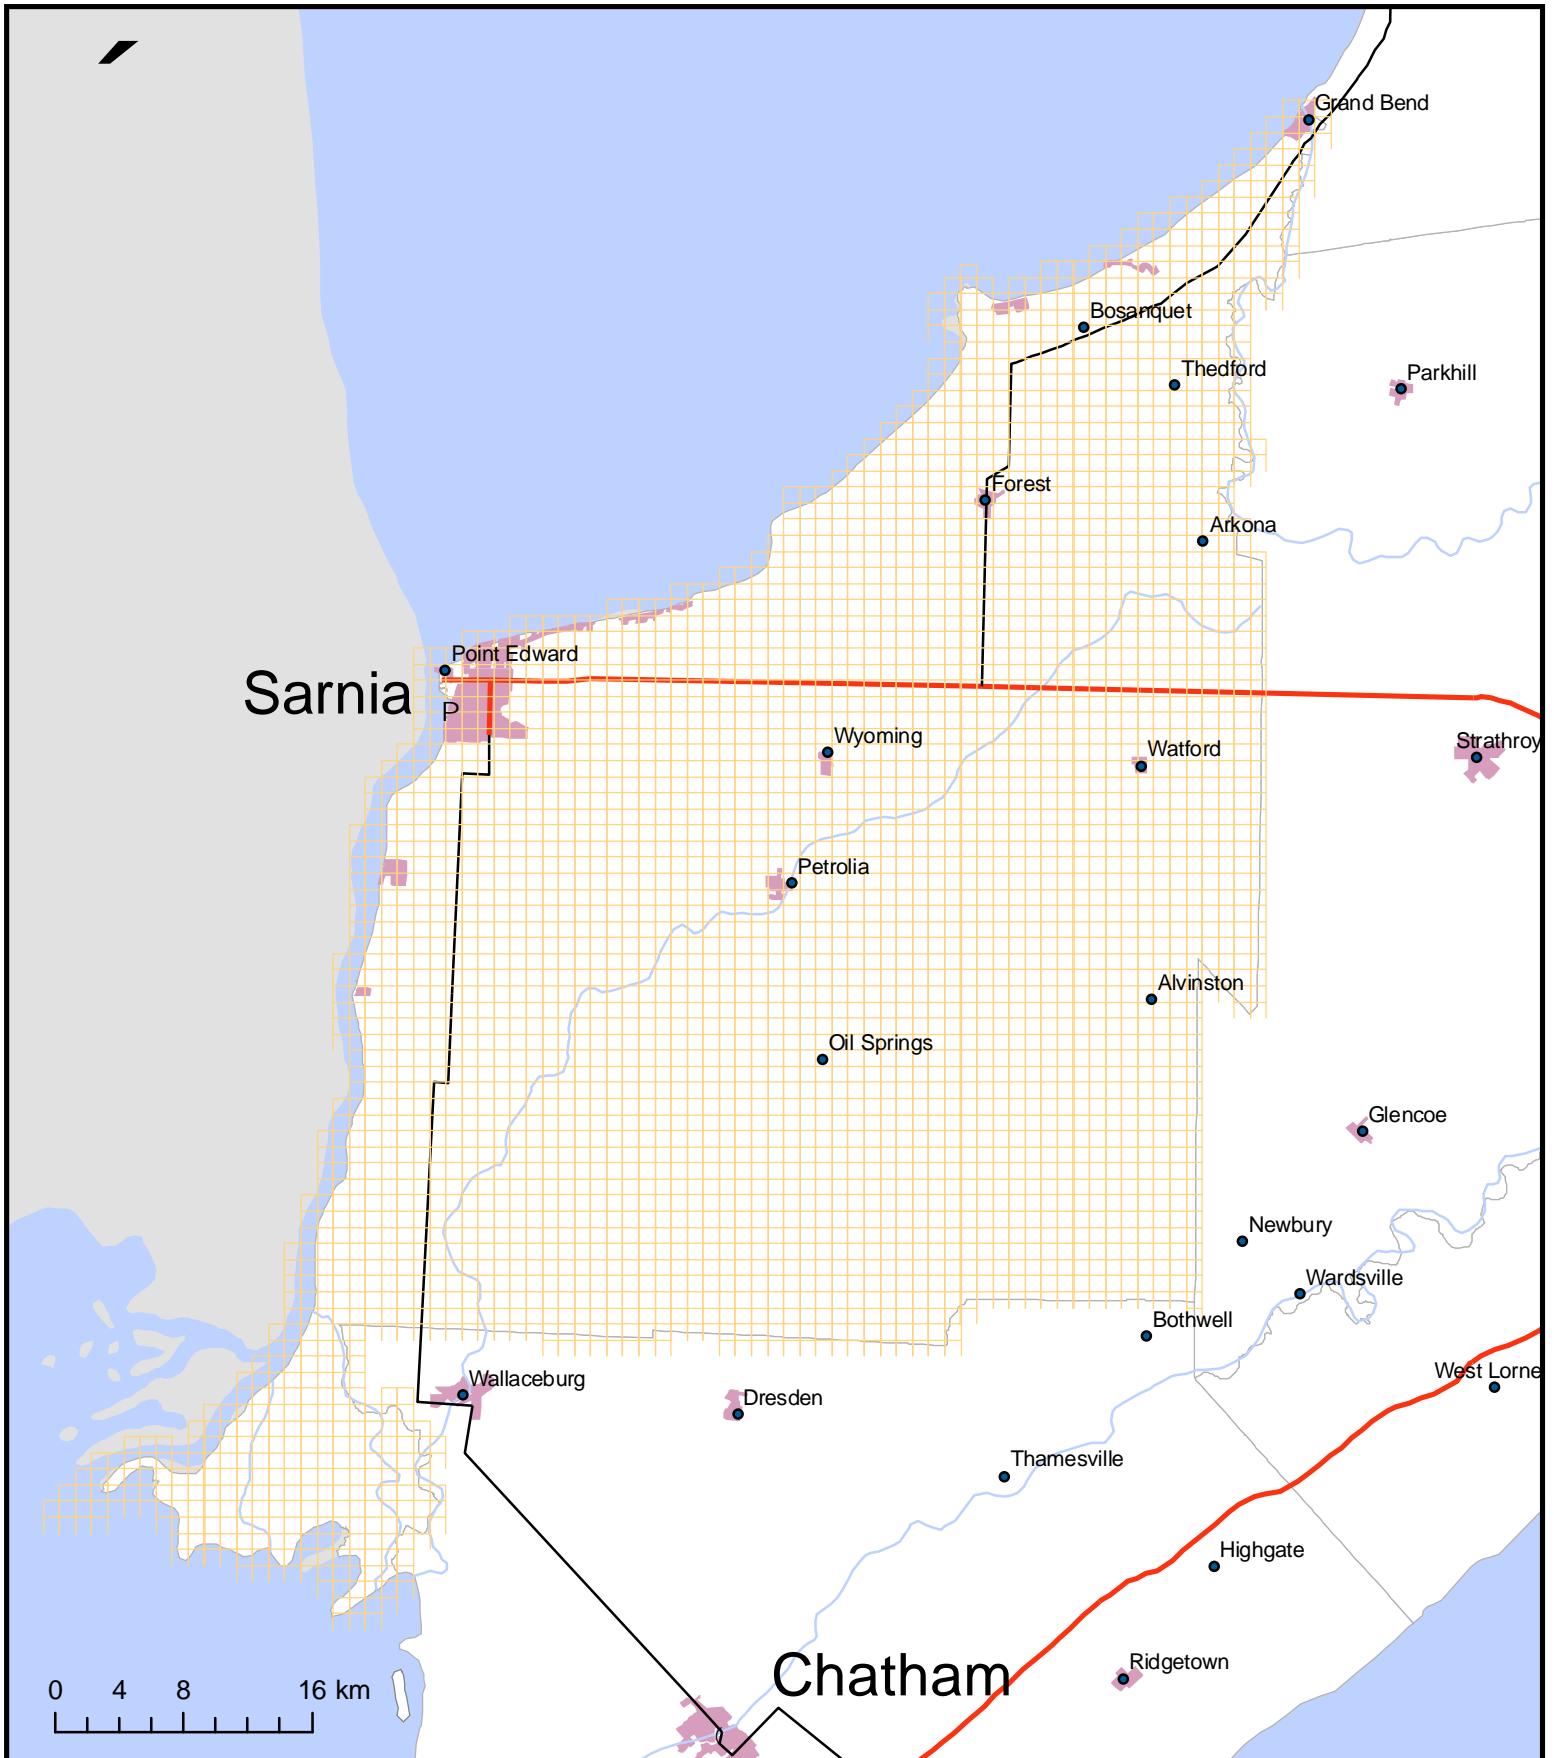 Grand Bend
Bosanquet
Thedford
Parkhill
Forest
Arkona
Point Edward
Sarnia
P
Wyoming
Watford
Strathroy
Petrolia
Alvinston
Oil Springs
Glencoe
Newbury
Wardsville
Bothwell
West Lorne
Wallaceburg
Dresden
Thamesville
Highgate
Chatham
Ridgetown
0 4 8 16 km